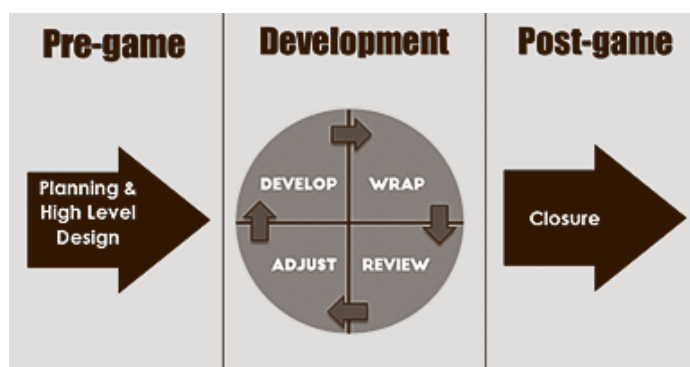 Pre-game
Development
Post-game
Planning &
High Level
Design
DEVELOP
WRAP
ADJUST
REVIEW
Closure